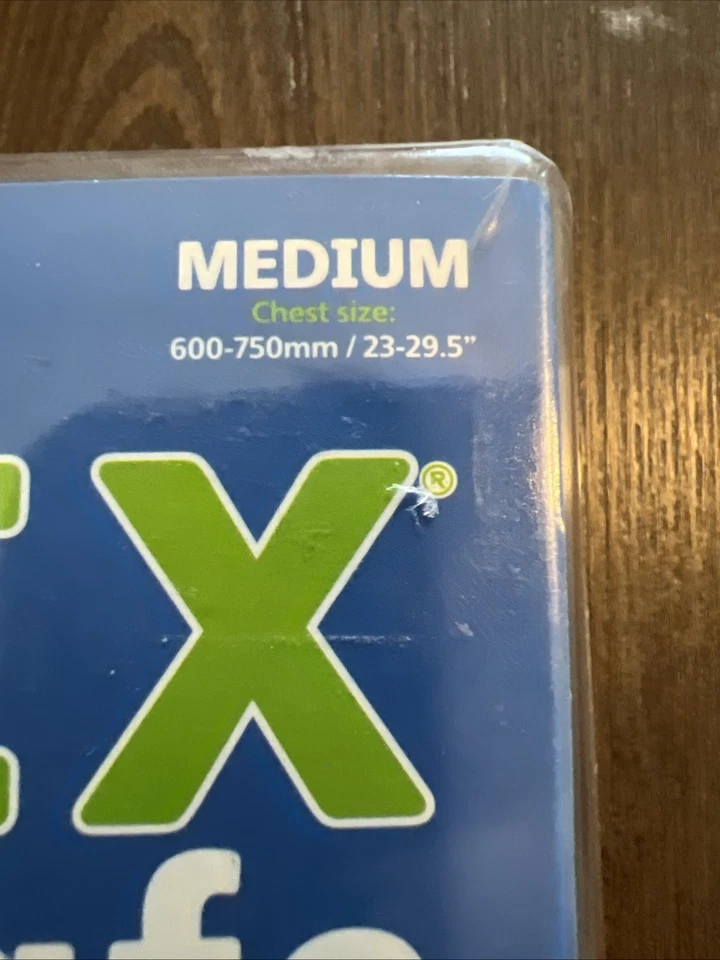 MEDIUM
Chest size:
600-750mm / 23-29.5"
X®